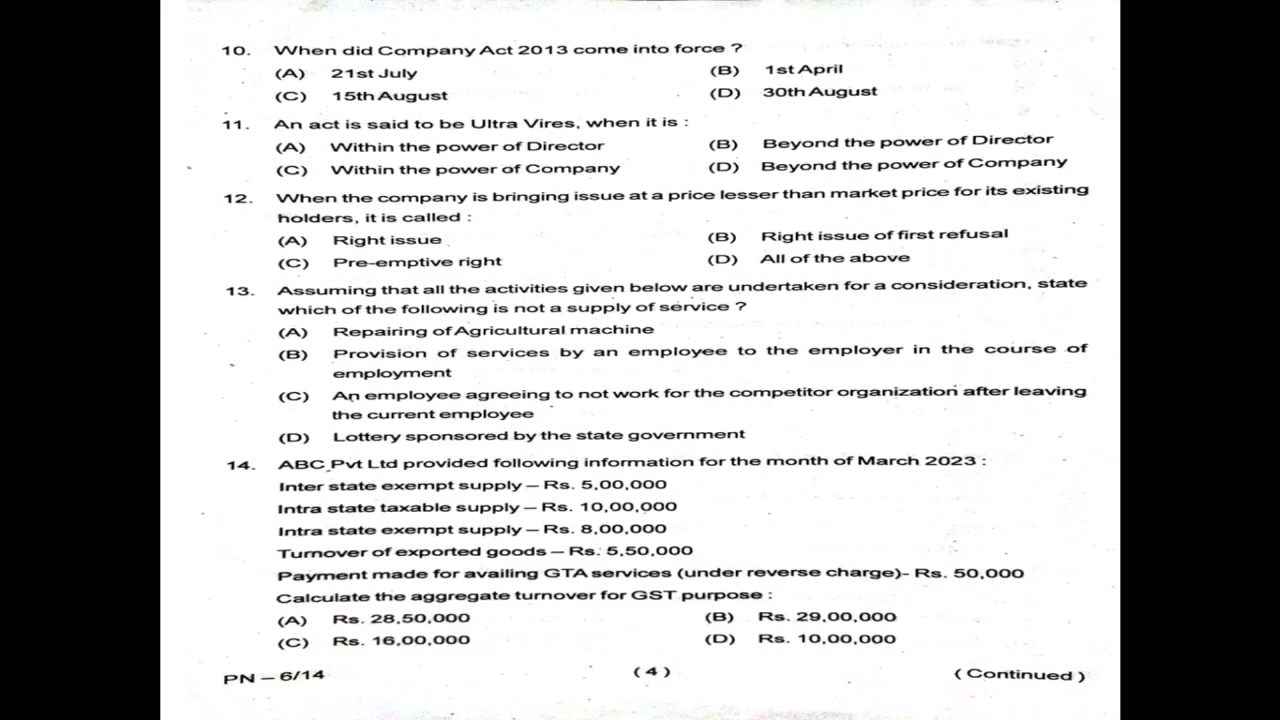 10. When did Company Act 2013 come into force ?
(A) 21st July (B) 1st April
(C) 15th August (D) 30th August
11. An act is said to be Ultra Vires, when it is :
(A) Within the power of Director (B) Beyond the power of Director
(C) Within the power of Company (D) Beyond the power of Company
12. When the company is bringing issue at a price lesser than market price for its existing
holders, it is called :
(A) Right issue (B) Right issue of first refusal
(C) Pre-emptive right (D) All of the above
13. Assuming that all the activities given below are undertaken for a consideration, state
which of the following is not a supply of service ?
(A) Repairing of Agricultural machine
(B) Provision of services by an employee to the employer in the course of
employment
(C) An employee agreeing to not work for the competitor organization after leaving
the current employee
(D) Lottery sponsored by the state government
14. ABC Pvt Ltd provided following information for the month of March 2023 :
Inter state exempt supply – Rs. 5,00,000
Intra state taxable supply – Rs. 10,00,000
Intra state exempt supply – Rs. 8,00,000
Turnover of exported goods – Rs. 5,50,000
Payment made for availing GTA services (under reverse charge)- Rs. 50,000
Calculate the aggregate turnover for GST purpose :
(A) Rs. 28,50,000 (B) Rs. 29,00,000
(C) Rs. 16,00,000 (D) Rs. 10,00,000
PN – 6/14 ( 4 ) ( Continued )